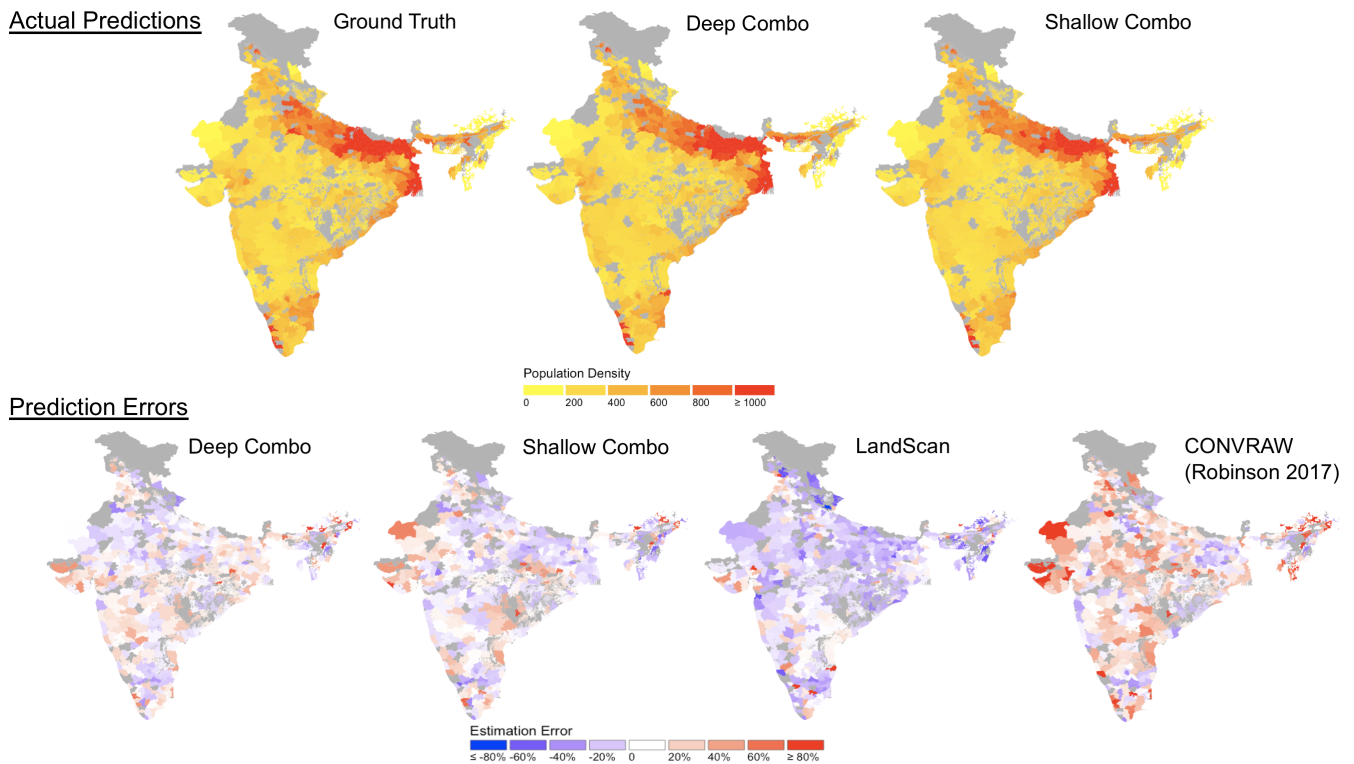 Actual Predictions
Ground Truth
Deep Combo
Shallow Combo
Population Density
0 200 400 600 800 ≥ 1000
Prediction Errors
Deep Combo
Shallow Combo
LandScan
CONVRAW
(Robinson 2017)
Estimation Error
≤ -80% -60% -40% -20% 0 20% 40% 60% ≥ 80%